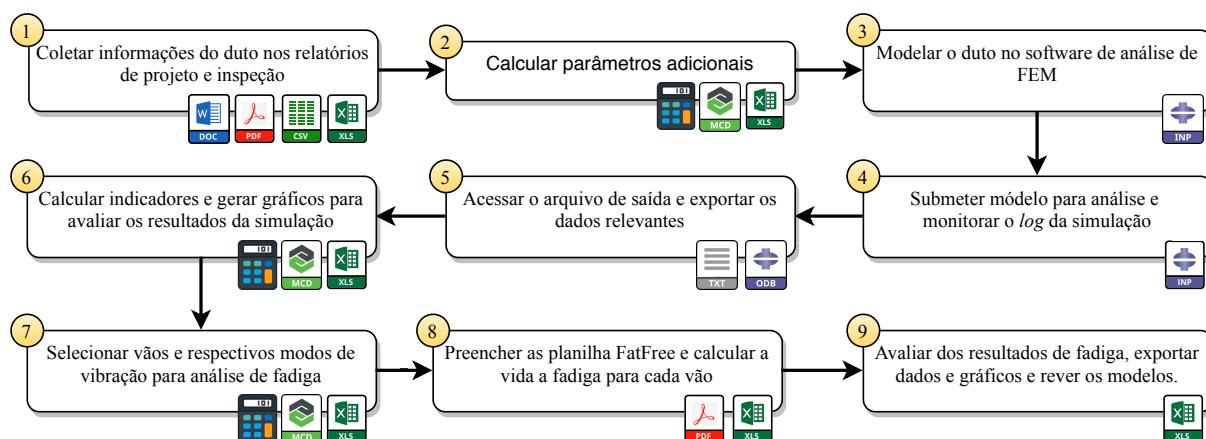 1
Coletar informações do duto nos relatórios
de projeto e inspeção
DOC
PDF
CSV
XLS
2
Calcular parâmetros adicionais
MCD
XLS
3
Modelar o duto no software de análise de
FEM
INP
4
Submeter módelo para análise e
monitorar o log da simulação
INP
5
Acessar o arquivo de saída e exportar os
dados relevantes
TXT
ODB
6
Calcular indicadores e gerar gráficos para
avaliar os resultados da simulação
MCD
XLS
7
Selecionar vãos e respectivos modos de
vibração para análise de fadiga
MCD
XLS
8
Preencher as planilha FatFree e calcular a
vida a fadiga para cada vão
PDF
XLS
9
Avaliar dos resultados de fadiga, exportar
dados e gráficos e rever os modelos.
XLS